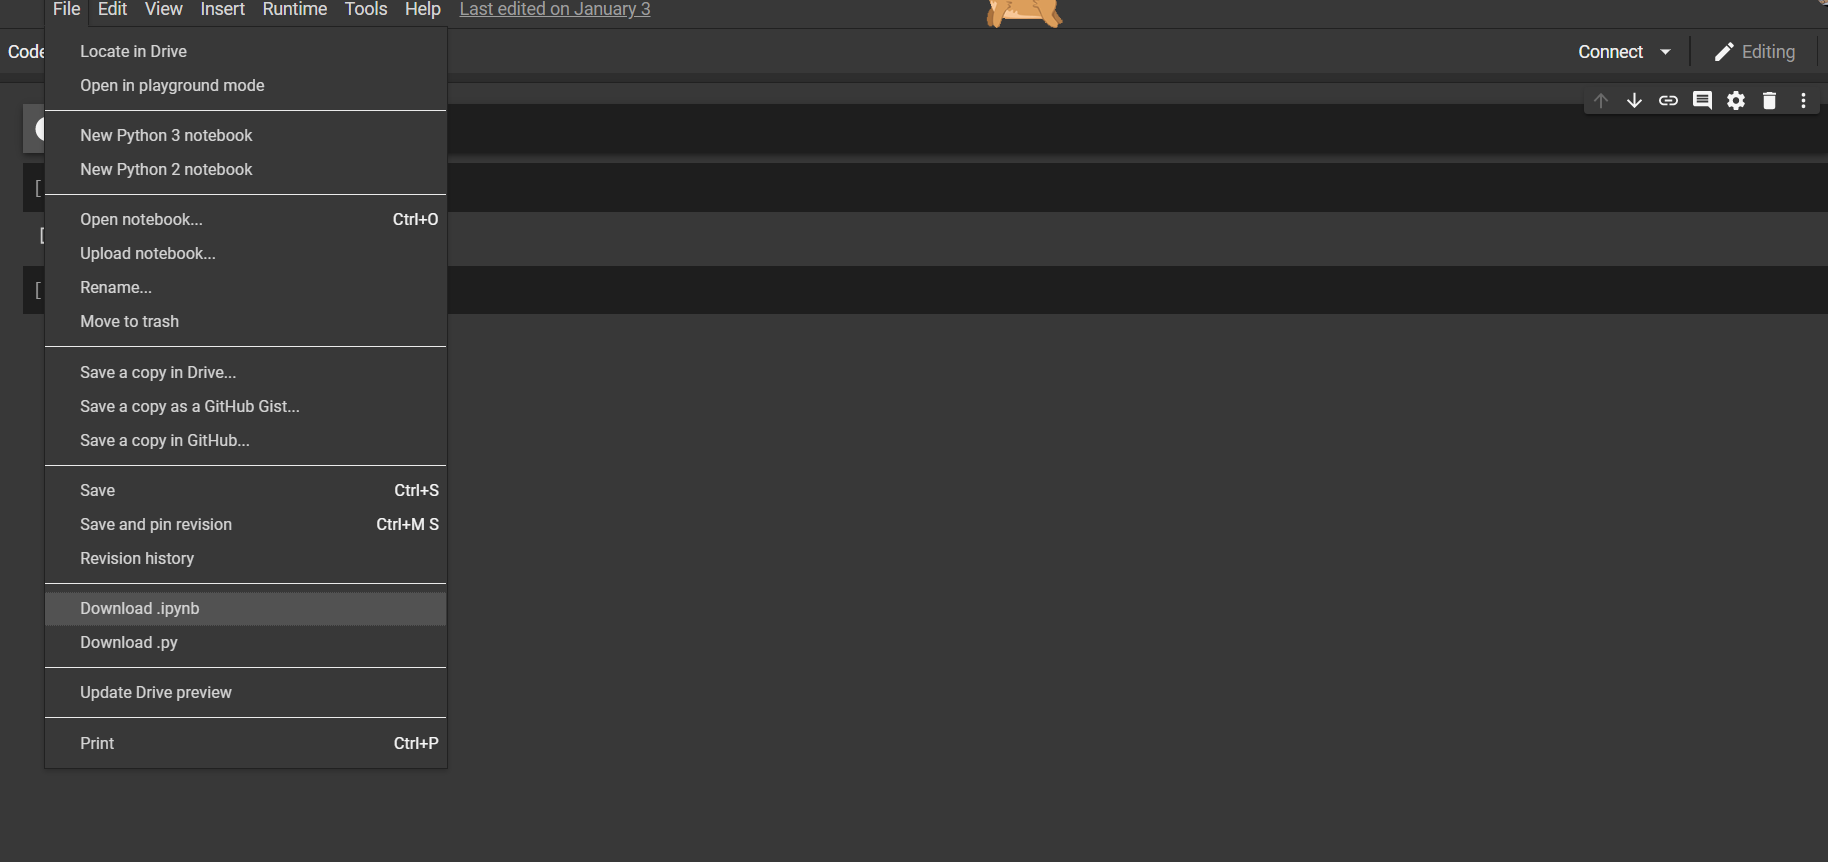 File Edit View Insert Runtime Tools Help Last edited on January 3
Code
Connect
Editing
Locate in Drive
Open in playground mode
New Python 3 notebook
New Python 2 notebook
[
Open notebook... Ctrl+O
[
Upload notebook...
Rename...
[
Move to trash
Save a copy in Drive...
Save a copy as a GitHub Gist...
Save a copy in GitHub...
Save Ctrl+S
Save and pin revision Ctrl+M S
Revision history
Download .ipynb
Download .py
Update Drive preview
Print Ctrl+P